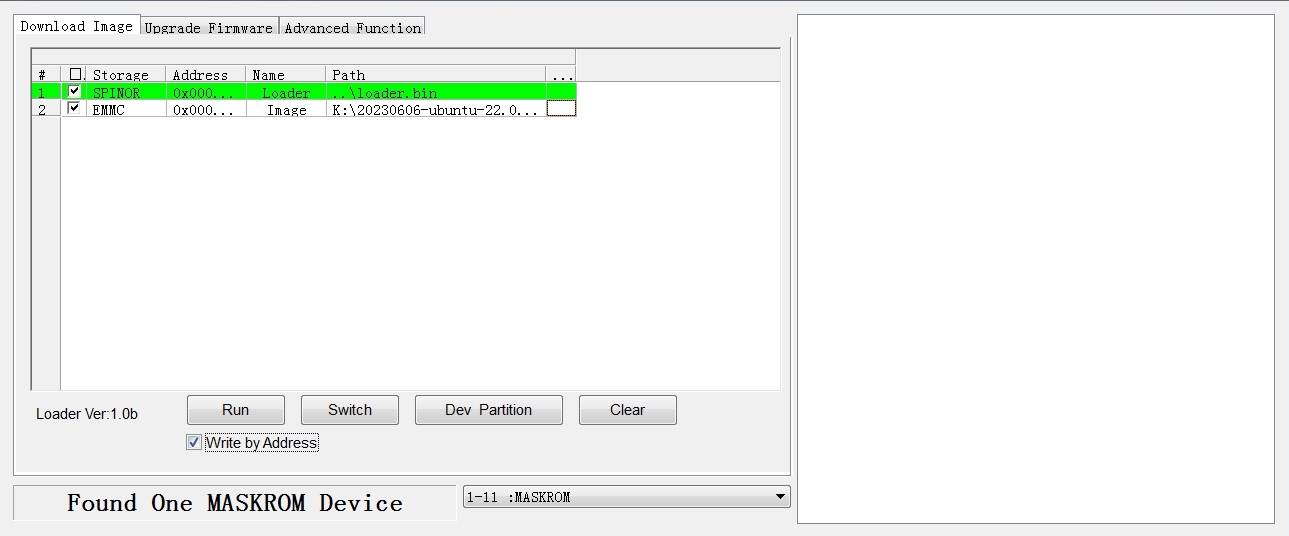 Download Image Upgrade Firmware Advanced Function
# . Storage Address Name Path ...
1 SPINOR 0x000... Loader ..\loader.bin
2 EMMC 0x000... Image K:\20230606-ubuntu-22.0...
Loader Ver:1.0b Run Switch Dev Partition Clear
Write by Address
Found One MASKROM Device 1-11 :MASKROM